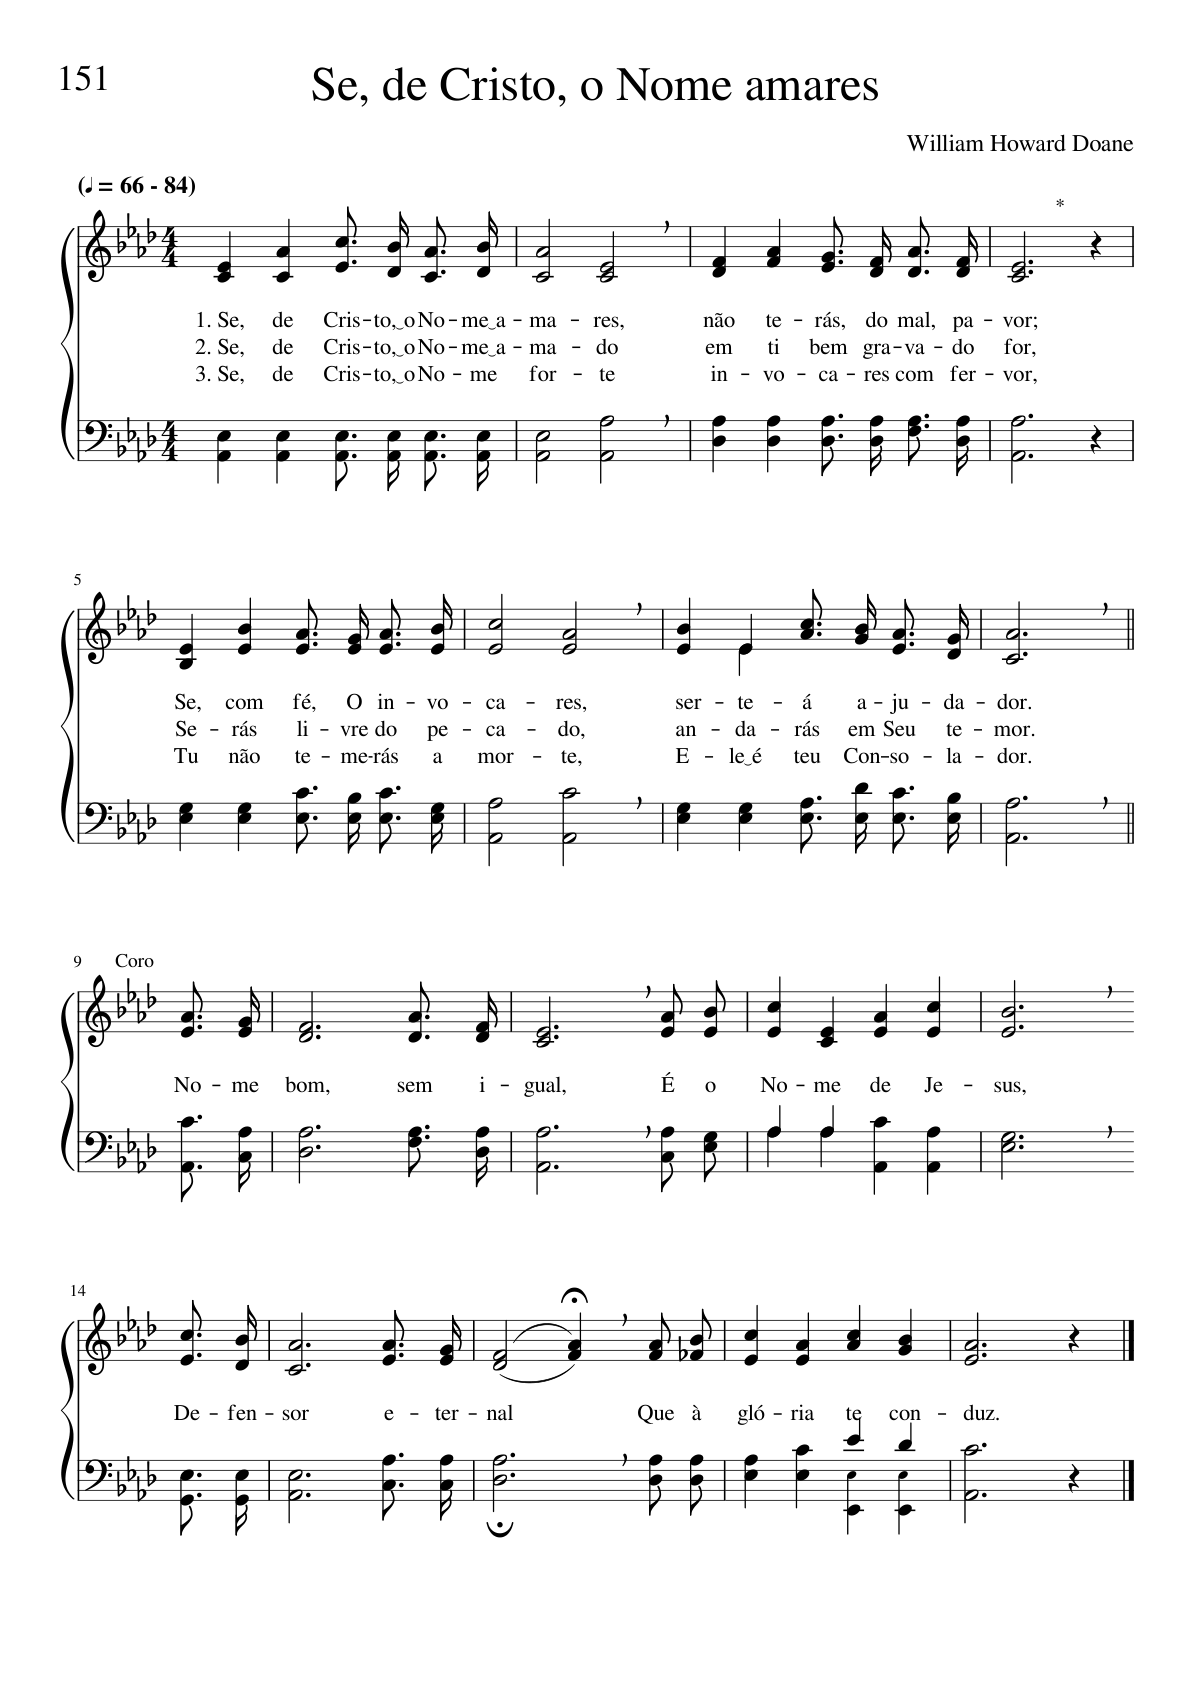 151
Se, de Cristo, o Nome amares
William Howard Doane
(♩ = 66 - 84)
*
1. Se, de Cris – to,‿o No – me‿a – ma – res, não te – rás, do mal, pa – vor;
2. Se, de Cris – to,‿o No – me‿a – ma – do em ti bem gra – va – do for,
3. Se, de Cris – to,‿o No – me for – te in – vo – ca – res com fer – vor,
5
Se, com fé, O in – vo – ca – res, ser – te – á a – ju – da – dor.
Se – rás li – vre do pe – ca – do, an – da – rás em Seu te – mor.
Tu não te – me – rás a mor – te, E – le‿é teu Con – so – la – dor.
9 Coro
No – me bom, sem i – gual, É o No – me de Je – sus,
14
De – fen – sor e – ter – nal Que à gló – ria te con – duz.